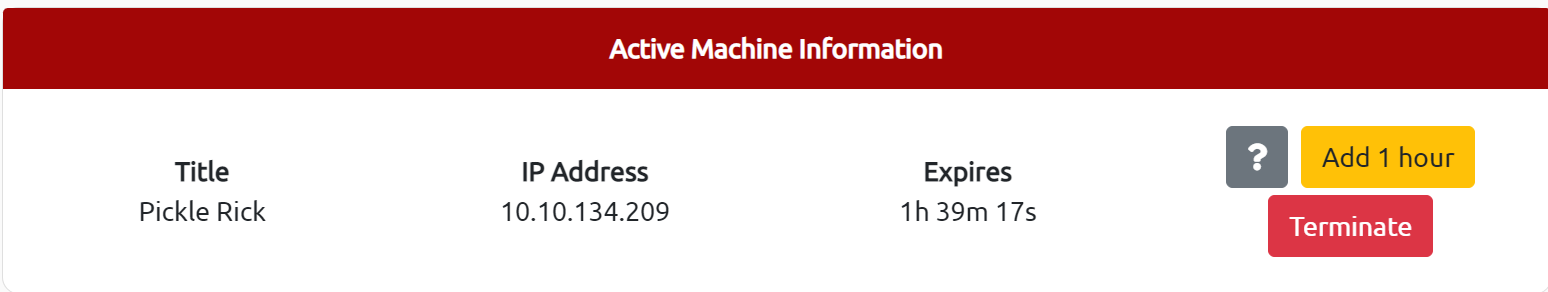 Active Machine Information
Title
Pickle Rick
IP Address
10.10.134.209
Expires
1h 39m 17s
?
Add 1 hour
Terminate